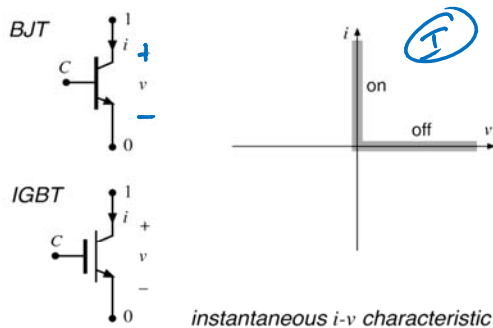 BJT
1
i
+
C
v
−
0
IGBT
1
i
+
C
v
−
0
i
I
on
off
v
instantaneous i-v characteristic